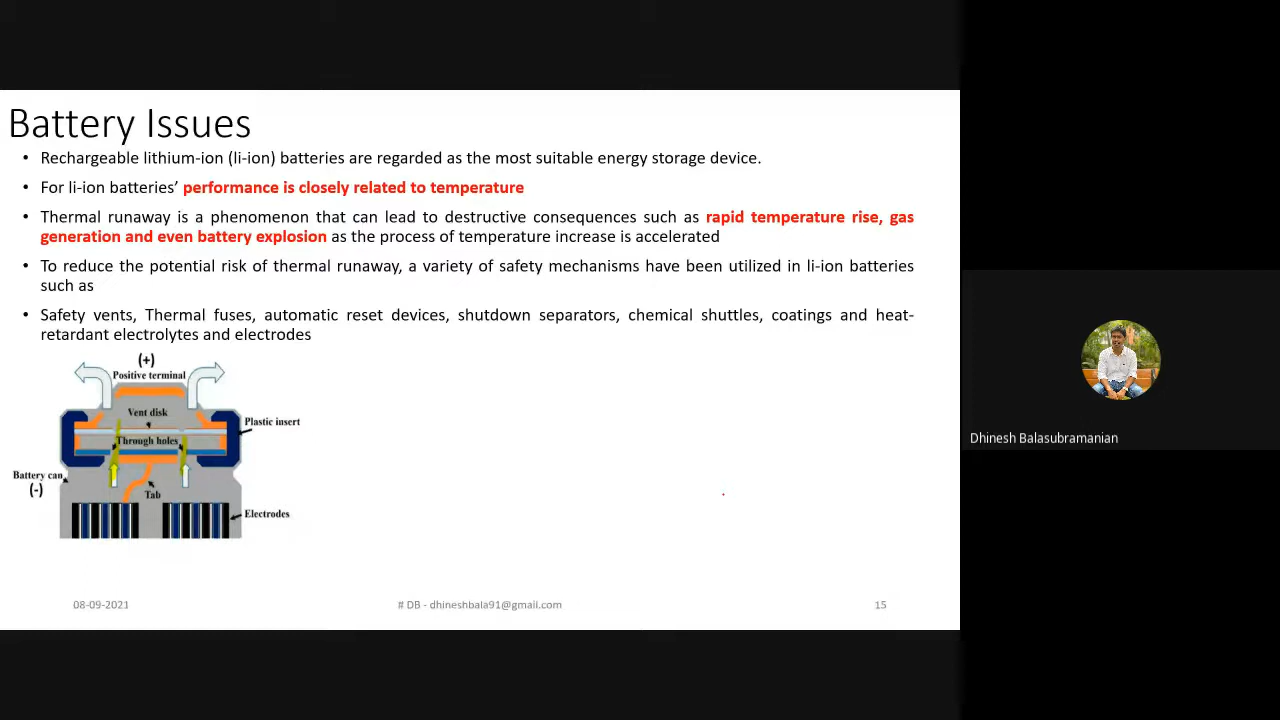 Battery Issues
• Rechargeable lithium-ion (li-ion) batteries are regarded as the most suitable energy storage device.
• For li-ion batteries’ performance is closely related to temperature
• Thermal runaway is a phenomenon that can lead to destructive consequences such as rapid temperature rise, gas
generation and even battery explosion as the process of temperature increase is accelerated
• To reduce the potential risk of thermal runaway, a variety of safety mechanisms have been utilized in li-ion batteries
such as
• Safety vents, Thermal fuses, automatic reset devices, shutdown separators, chemical shuttles, coatings and heat-
retardant electrolytes and electrodes
(+)
Positive terminal
Vent disk
Plastic insert
Through holes
Battery can
(-)
Tab
Electrodes
08-09-2021
# DB - dhineshbala91@gmail.com
15
Dhinesh Balasubramanian